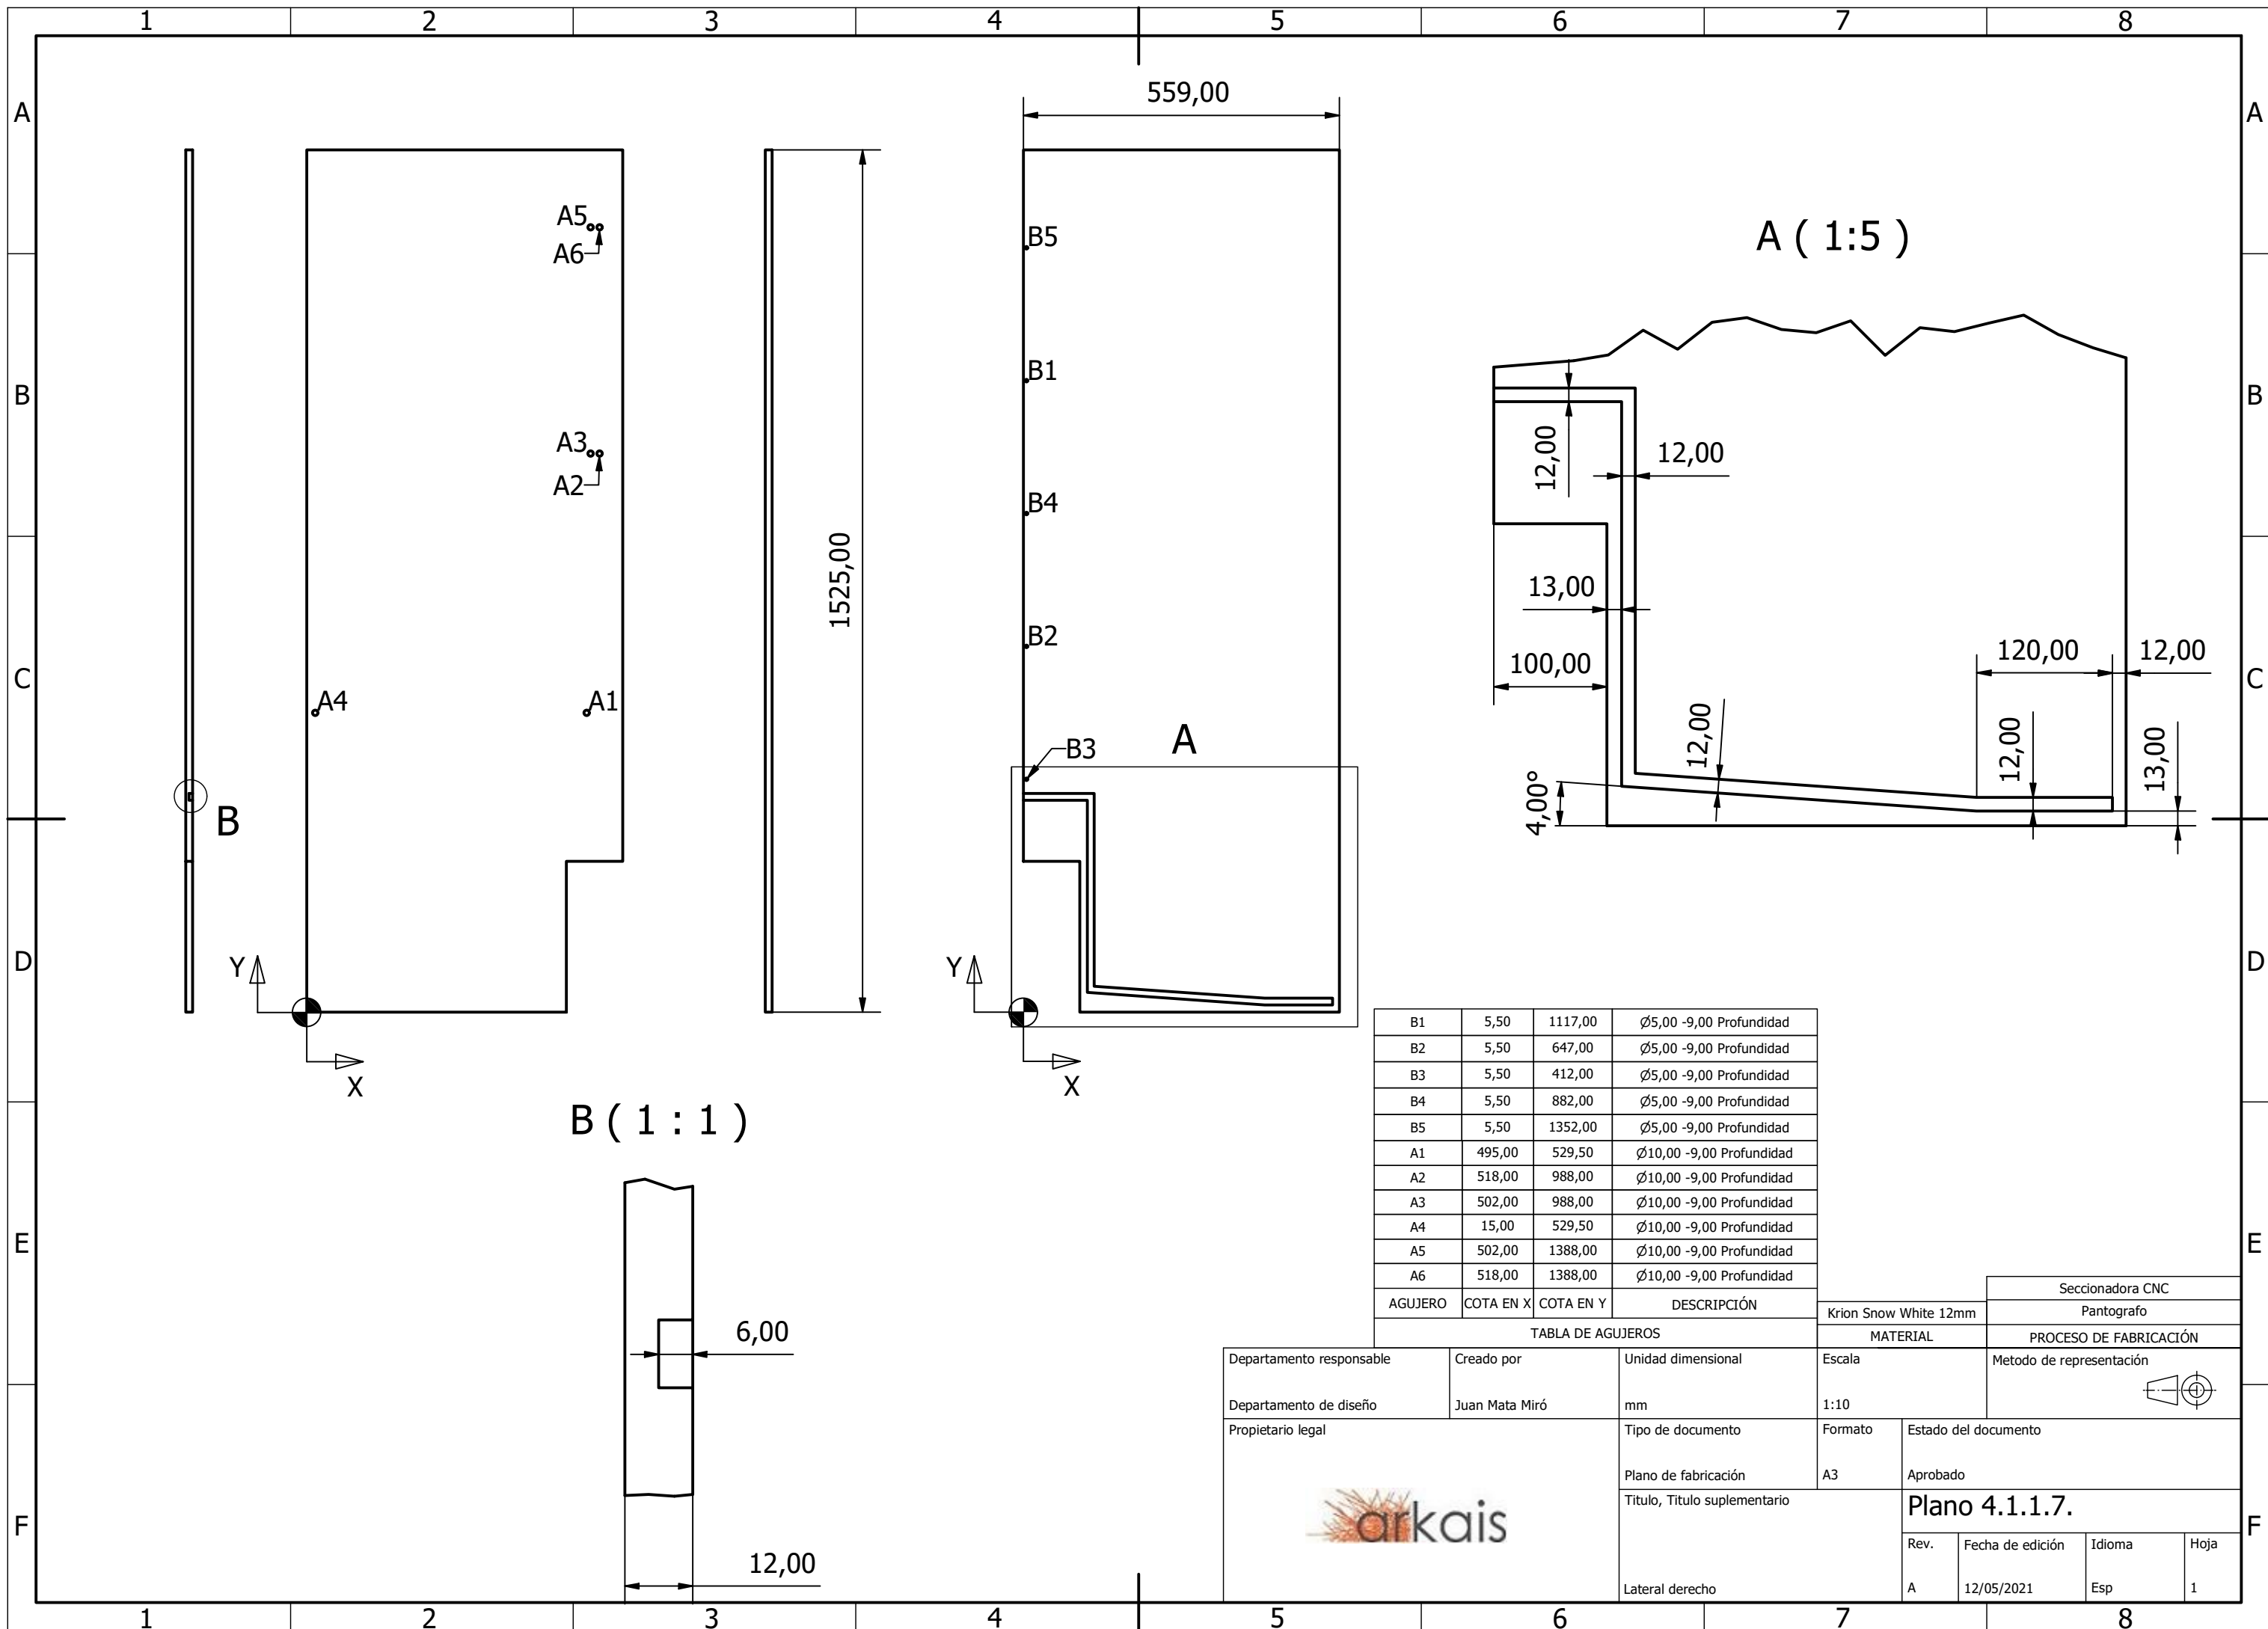 1 2 3 4 5 6 7 8
A A
B B
C C
D D
E E
F F
A5
A6
A3
A2
A4
A1
B
Y
X
1525,00
559,00
B5
B1
B4
B2
B3
A
Y
X
A ( 1:5 )
12,00
12,00
13,00
100,00
120,00
12,00
12,00
12,00
13,00
4,00°
B ( 1 : 1 )
6,00
12,00
B1 5,50 1117,00 Ø5,00 -9,00 Profundidad
B2 5,50 647,00 Ø5,00 -9,00 Profundidad
B3 5,50 412,00 Ø5,00 -9,00 Profundidad
B4 5,50 882,00 Ø5,00 -9,00 Profundidad
B5 5,50 1352,00 Ø5,00 -9,00 Profundidad
A1 495,00 529,50 Ø10,00 -9,00 Profundidad
A2 518,00 988,00 Ø10,00 -9,00 Profundidad
A3 502,00 988,00 Ø10,00 -9,00 Profundidad
A4 15,00 529,50 Ø10,00 -9,00 Profundidad
A5 502,00 1388,00 Ø10,00 -9,00 Profundidad
A6 518,00 1388,00 Ø10,00 -9,00 Profundidad
AGUJERO COTA EN X COTA EN Y DESCRIPCIÓN
TABLA DE AGUJEROS
Krion Snow White 12mm
MATERIAL
Seccionadora CNC
Pantografo
PROCESO DE FABRICACIÓN
Departamento responsable
Departamento de diseño
Creado por
Juan Mata Miró
Unidad dimensional
mm
Escala
1:10
Metodo de representación
Propietario legal
arkais
Tipo de documento
Plano de fabricación
Formato
A3
Estado del documento
Aprobado
Titulo, Titulo suplementario
Lateral derecho
Plano 4.1.1.7.
Rev.
A
Fecha de edición
12/05/2021
Idioma
Esp
Hoja
1
1 2 3 4 5 6 7 8